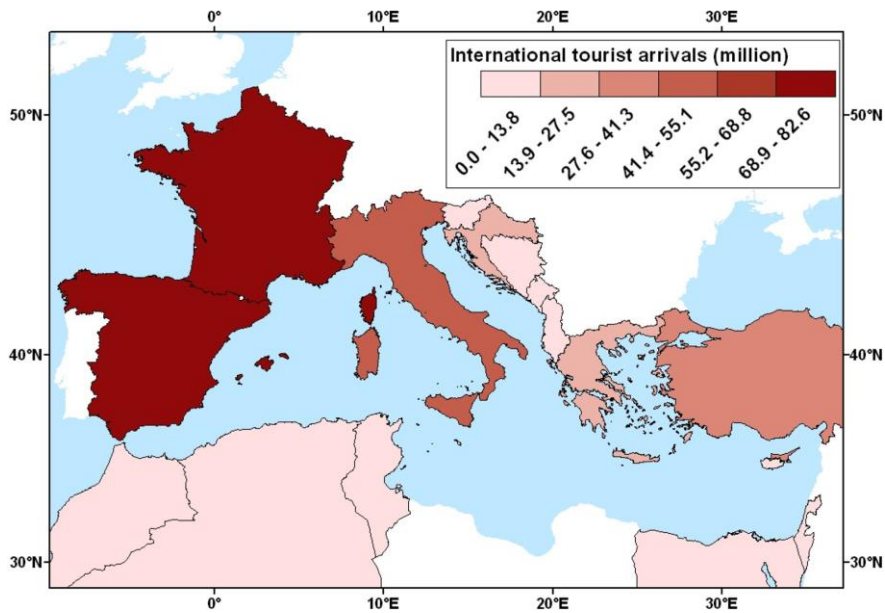 0° 10°E 20°E 30°E
International tourist arrivals (million)
0.0 - 13.8
13.9 - 27.5
27.6 - 41.3
41.4 - 55.1
55.2 - 68.8
68.9 - 82.6
50°N 50°N
40°N 40°N
30°N 30°N
0° 10°E 20°E 30°E